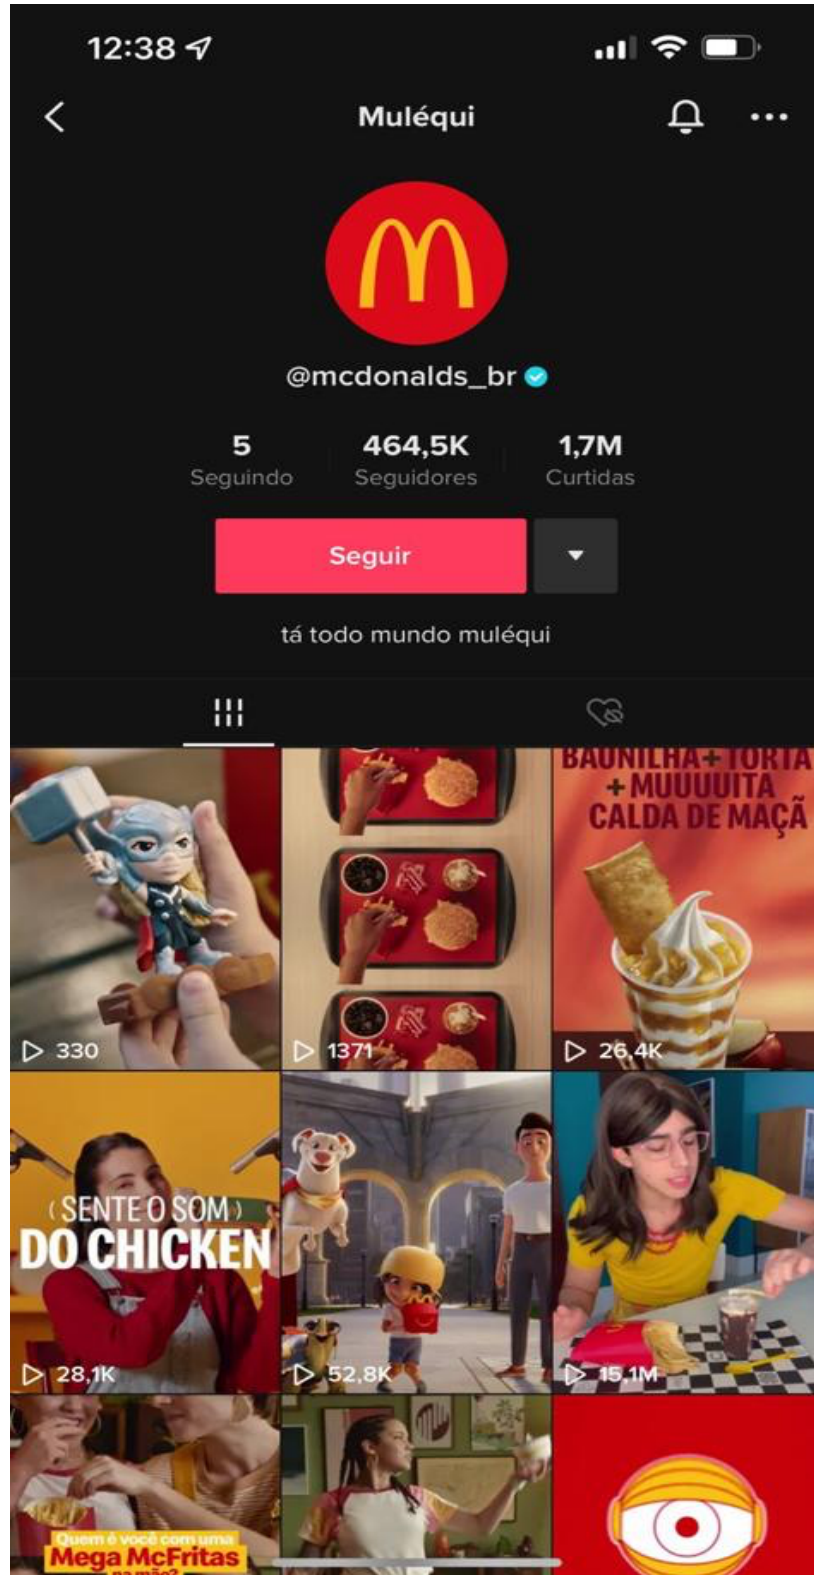 12:38
Muléqui
@mcdonalds_br
5 464,5K 1,7M
Seguindo Seguidores Curtidas
Seguir
tá todo mundo muléqui
BAUNILHA+TORTA
+MUUUUITA
CALDA DE MAÇÃ
330
1371
26,4K
(SENTE O SOM)
DO CHICKEN
28,1K
52,8K
15,1M
Quem é você com uma
Mega McFritas
na mão?